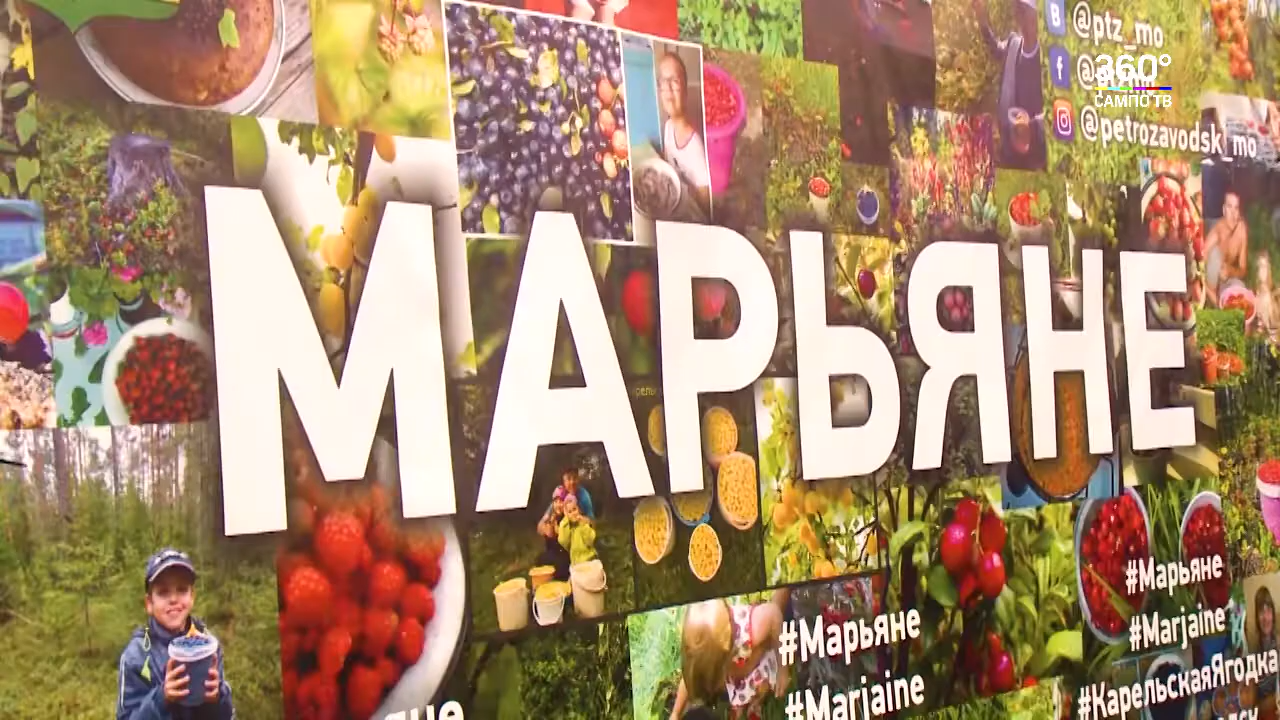 @ptz_mo
360°
САМПО ТВ
@petrozavodsk_mo
МАРЬЯНЕ
#Марьяне
#Marjaine
#Марьяне
#Marjaine
#КарельскаяЯгодка